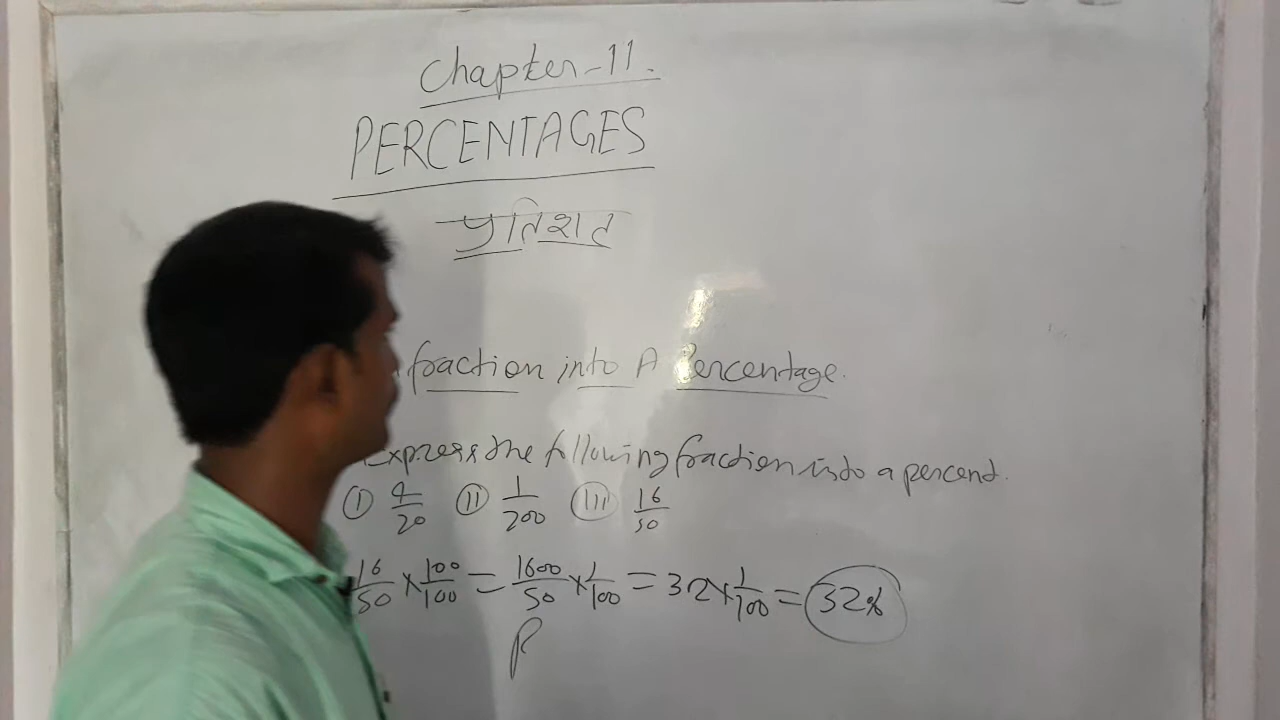 Chapter-11.
PERCENTAGES
प्रतिशत
fraction into A Percentage.
Express the following fraction into a percent.
(I) 9/20 (II) 1/200 (III) 16/50
16/50 × 100/100 = 1600/50 × 1/100 = 32 × 1/100 = 32%